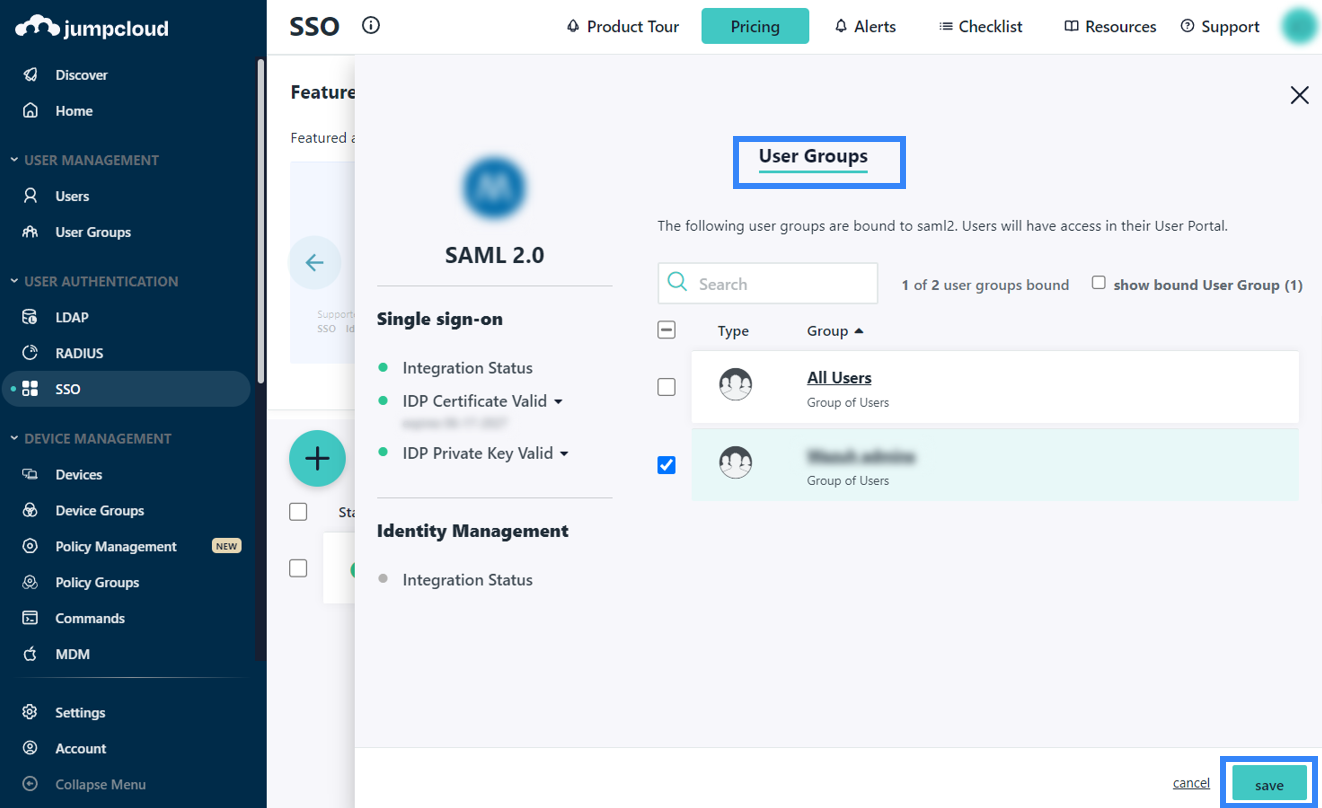 jumpcloud
Discover
Home
USER MANAGEMENT
Users
User Groups
USER AUTHENTICATION
LDAP
RADIUS
SSO
DEVICE MANAGEMENT
Devices
Device Groups
Policy Management NEW
Policy Groups
Commands
MDM
Settings
Account
Collapse Menu
SSO
Product Tour
Pricing
Alerts
Checklist
Resources
Support
Feature
Featured a
Supporte
SSO Id
Sta
SAML 2.0
Single sign-on
Integration Status
IDP Certificate Valid
IDP Private Key Valid
Identity Management
Integration Status
User Groups
The following user groups are bound to saml2. Users will have access in their User Portal.
Search
1 of 2 user groups bound
show bound User Group (1)
Type Group
All Users
Group of Users
Group of Users
cancel
save